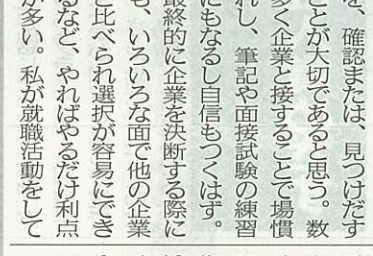 を、確認または、見つけだす
ことが大切であると思う。数
多く企業と接することで場慣
れし、筆記や面接試験の練習
にもなるし自信もつくはず。
最終的に企業を決断する際に
も、いろいろな面で他の企業
と比べられ選択が容易にでき
るなど、やればやるだけ利点
が多い。私が就職活動をして